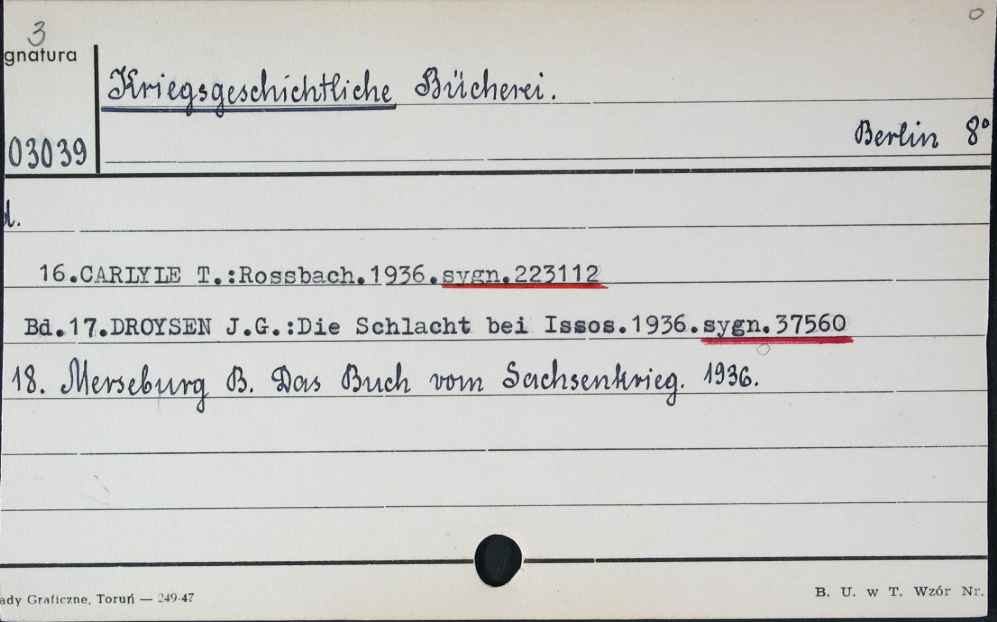 3
gnatura
Kriegsgeschichtliche Bücherei.
03039
Berlin 8°
d.
16.CARLYLE T.:Rossbach.1936.sygn.223112
Bd.17.DROYSEN J.G.:Die Schlacht bei Issos.1936.sygn.37560
18. Merseburg B. Das Buch vom Sachsenkrieg. 1936.
ady Graficzne, Toruń — 249-47
B. U. w T. Wzór Nr.